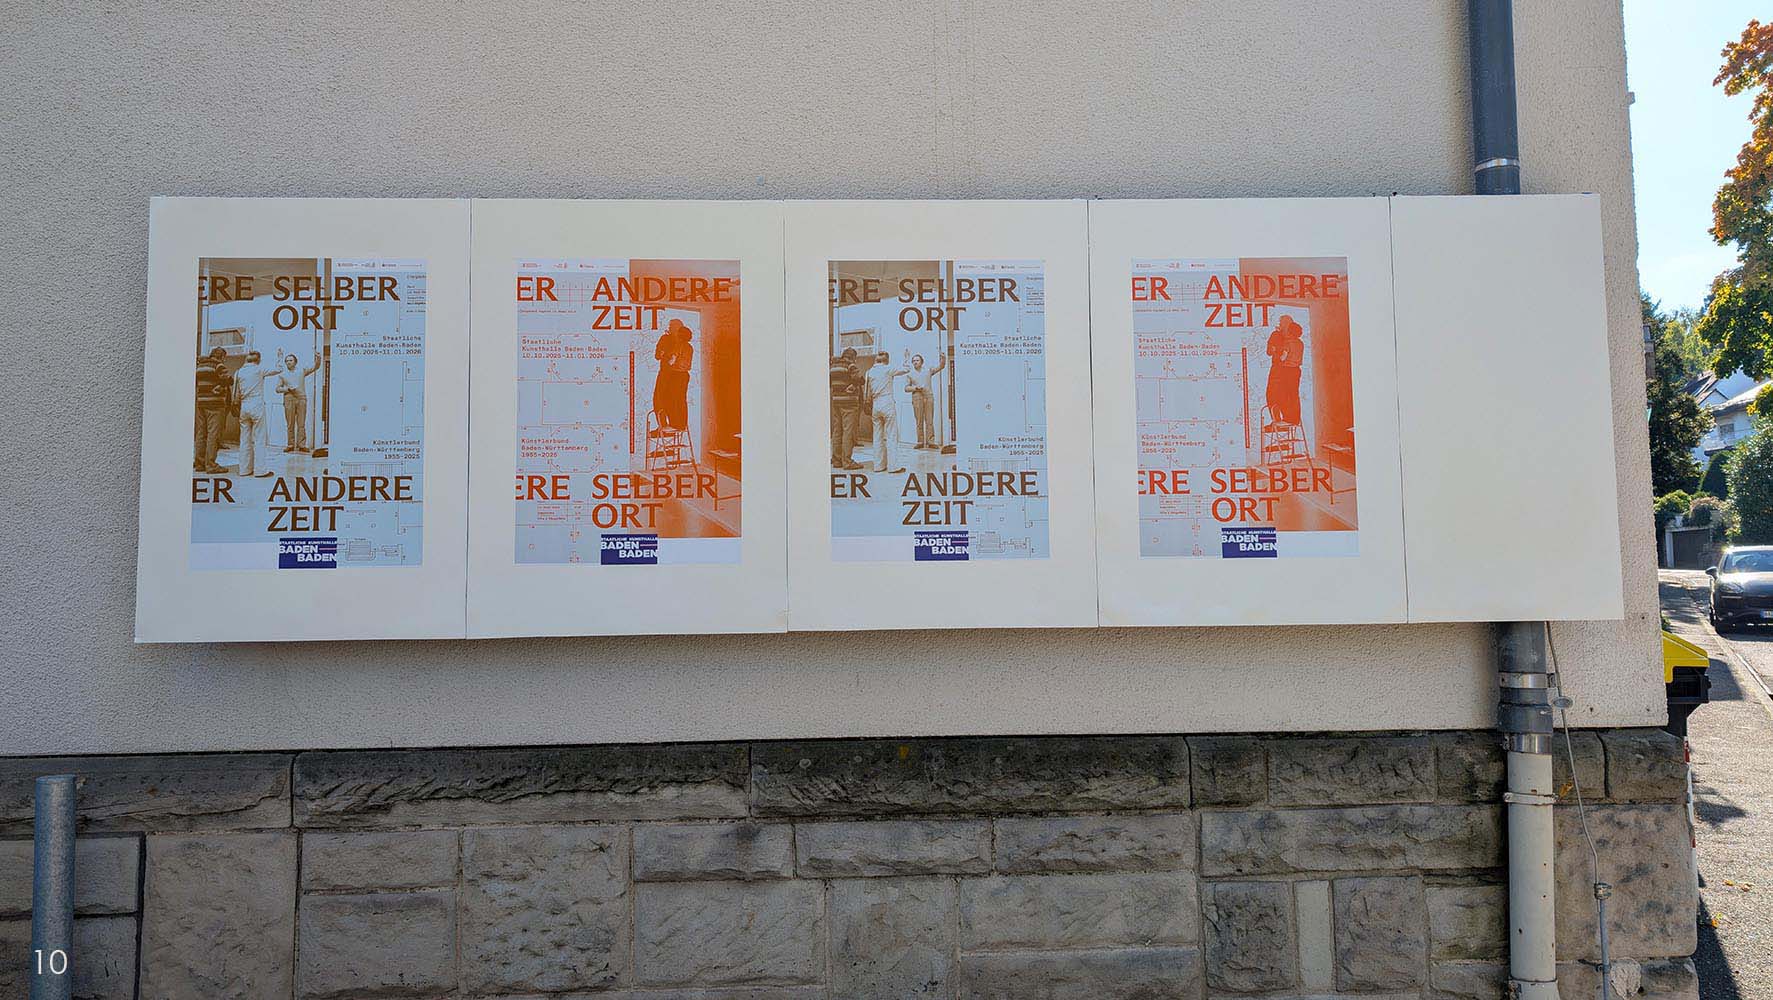 ERE SELBER
ORT
Staatliche
Kunsthalle Baden-Baden
10.10.2025–11.01.2026
Künstlerbund
Baden-Württemberg
1955-2025
ER ANDERE
ZEIT
STAATLICHE KUNSTHALLE
BADEN
BADEN
ER ANDERE
ZEIT
Staatliche
Kunsthalle Baden-Baden
10.10.2025–11.01.2026
Künstlerbund
Baden-Württemberg
1955-2025
ERE SELBER
ORT
STAATLICHE KUNSTHALLE
BADEN
BADEN
ERE SELBER
ORT
Staatliche
Kunsthalle Baden-Baden
10.10.2025–11.01.2026
Künstlerbund
Baden-Württemberg
1955-2025
ER ANDERE
ZEIT
STAATLICHE KUNSTHALLE
BADEN
BADEN
ER ANDERE
ZEIT
Staatliche
Kunsthalle Baden-Baden
10.10.2025–11.01.2026
Künstlerbund
Baden-Württemberg
1955-2025
ERE SELBER
ORT
STAATLICHE KUNSTHALLE
BADEN
BADEN
10